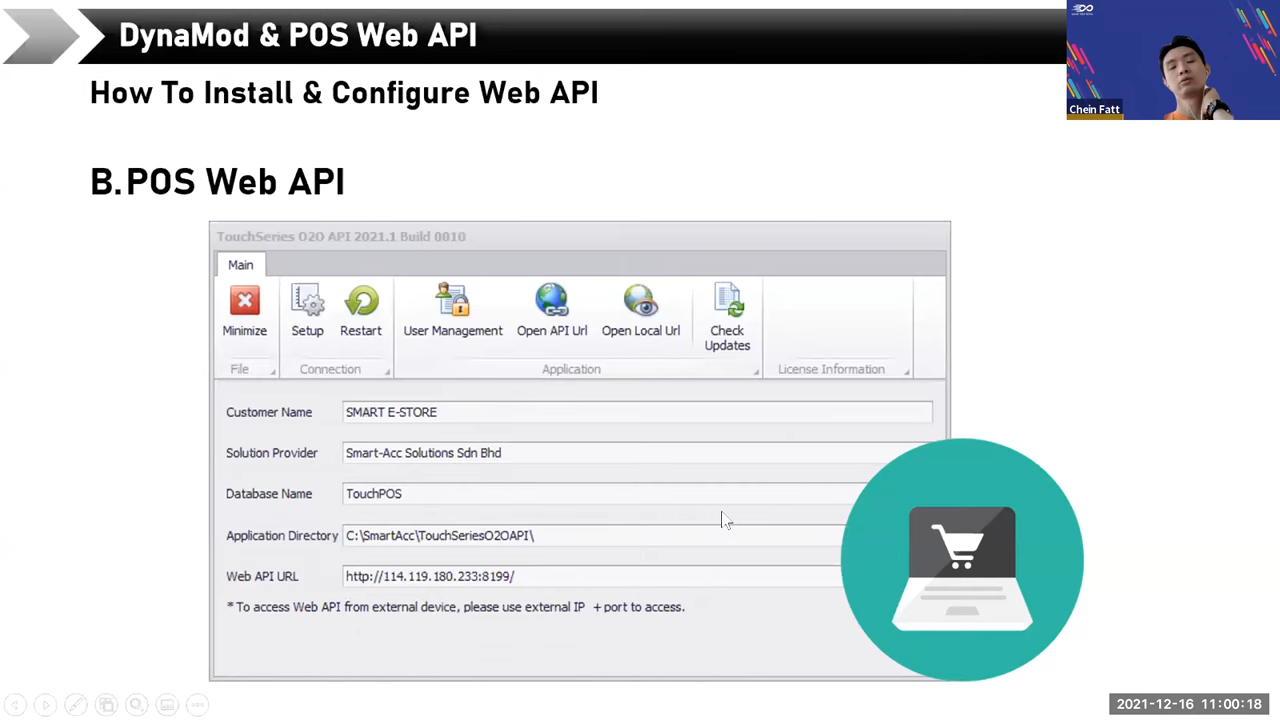 DynaMod & POS Web API
How To Install & Configure Web API
Chein Fatt
B.POS Web API
TouchSeries O2O API 2021.1 Build 0010
Main
Minimize
Setup
Restart
User Management
Open API Url
Open Local Url
Check Updates
File
Connection
Application
License Information
Customer Name SMART E-STORE
Solution Provider Smart-Acc Solutions Sdn Bhd
Database Name TouchPOS
Application Directory C:\SmartAcc\TouchSeriesO2OAPI\
Web API URL http://114.119.180.233:8199/
* To access Web API from external device, please use external IP + port to access.
2021-12-16 11:00:18